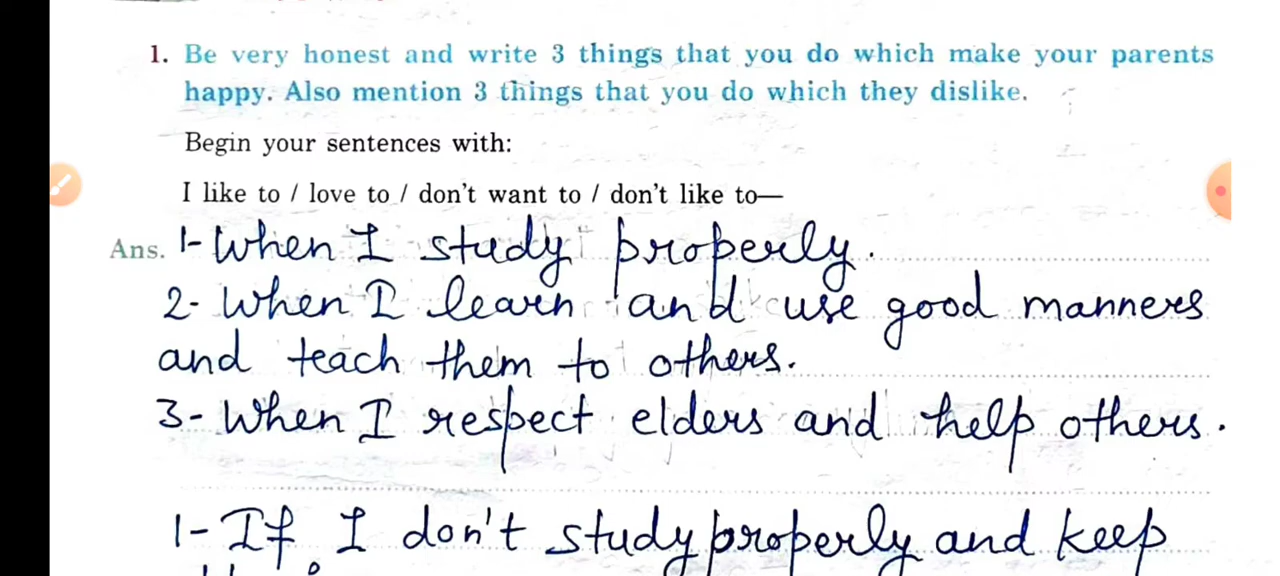 1. Be very honest and write 3 things that you do which make your parents
happy. Also mention 3 things that you do which they dislike.
Begin your sentences with:
I like to / love to / don't want to / don't like to—
Ans. 1- When I study properly.
2- When I learn and use good manners
and teach them to others.
3- When I respect elders and help others.
1- If I don't study properly and keep